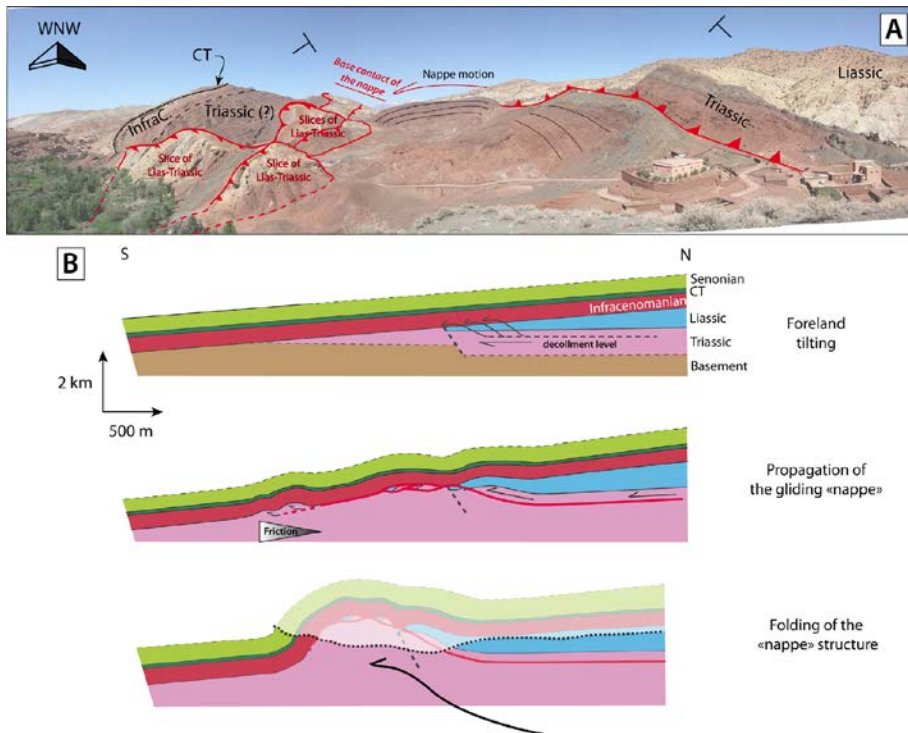 WNW
A
CT
Base contact of
the nappe
Nappe motion
Liassic
InfraC
Triassic (?)
Slices of
Lias-Triassic
Triassic
Slice of
Lias-Triassic
Slice of
Lias-Triassic
B
S
N
Senonian
CT
Infracenomanian
Liassic
Triassic
decollment level
Basement
Foreland
tilting
2 km
500 m
Propagation of
the gliding «nappe»
Friction
Folding of the
«nappe» structure